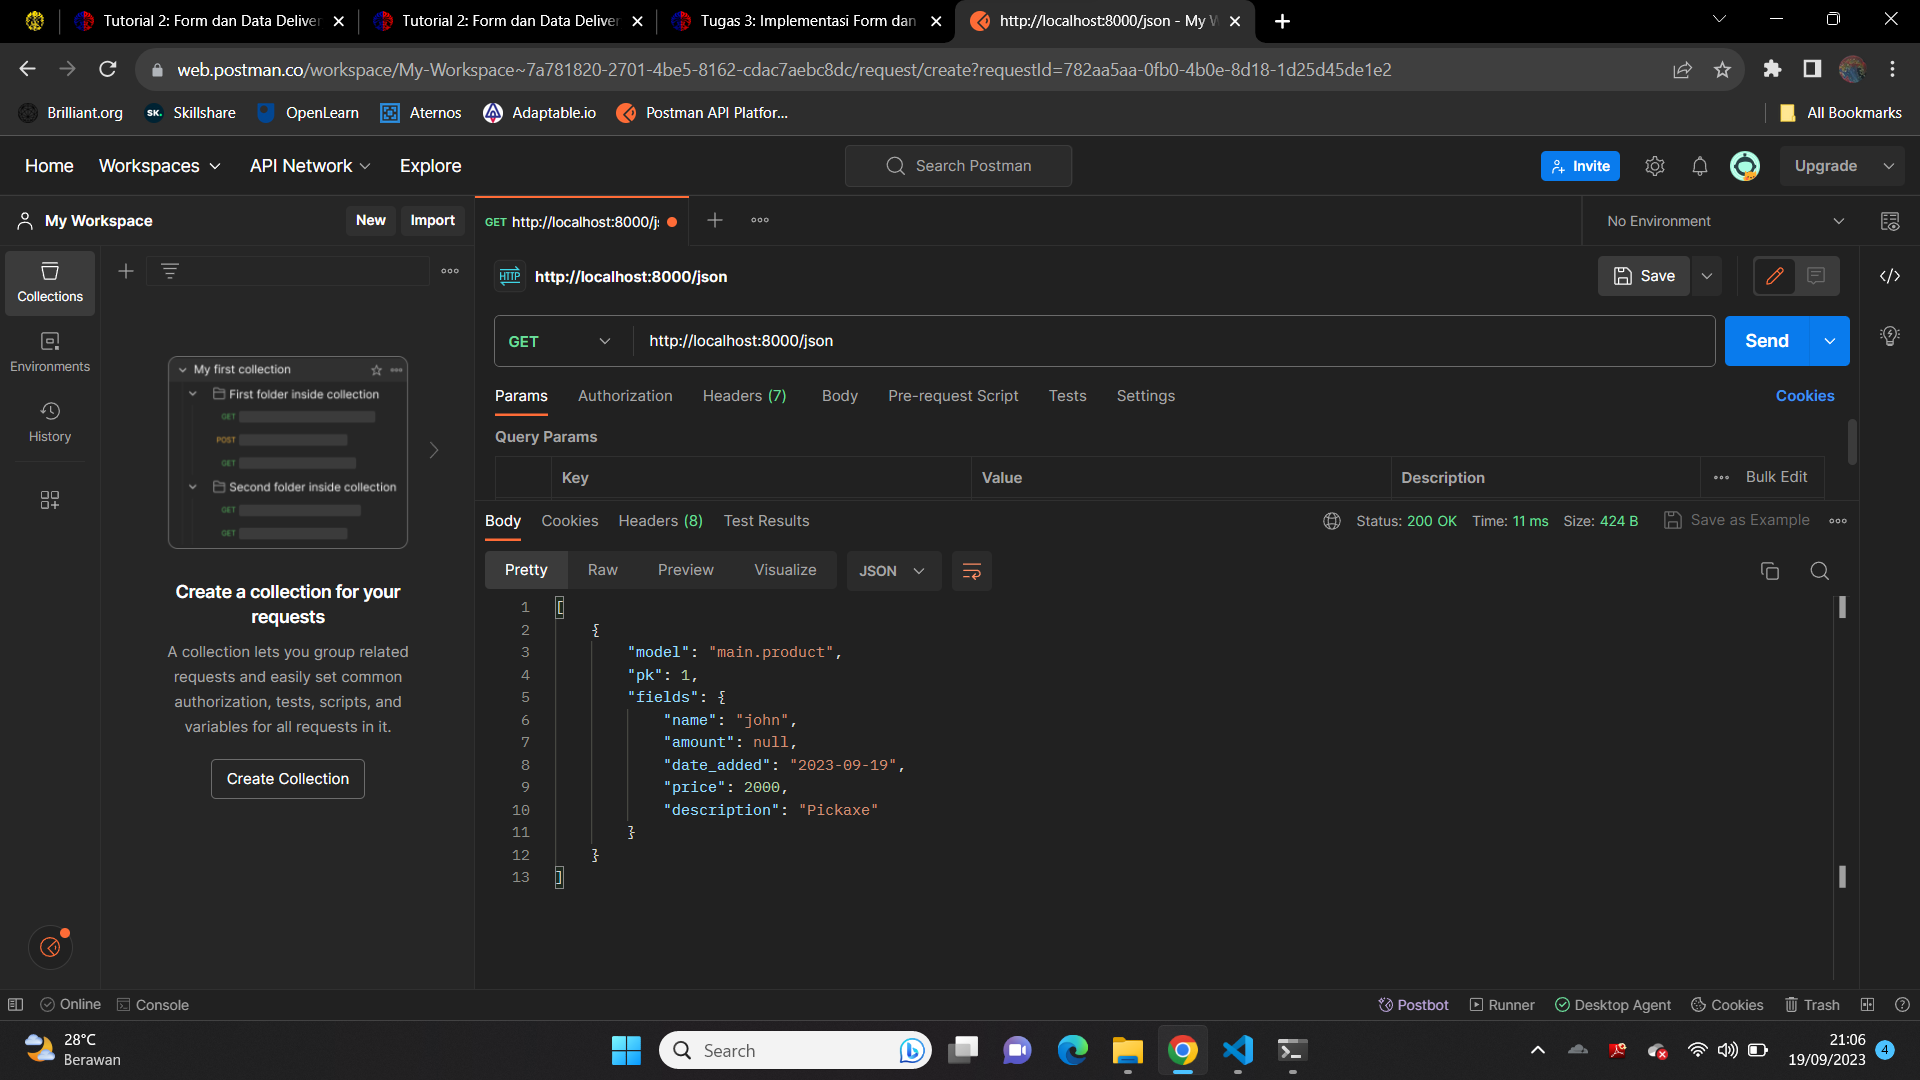 Tutorial 2: Form dan Data Deliver
Tutorial 2: Form dan Data Deliver
Tugas 3: Implementasi Form dan
http://localhost:8000/json - My W
web.postman.co/workspace/My-Workspace~7a781820-2701-4be5-8162-cdac7aebc8dc/request/create?requestId=782aa5aa-0fb0-4b0e-8d18-1d25d45de1e2
Brilliant.org
SK.
Skillshare
OpenLearn
Aternos
Adaptable.io
Postman API Platfor...
All Bookmarks
Home
Workspaces
API Network
Explore
Search Postman
Invite
Upgrade
My Workspace
New
Import
GET http://localhost:8000/js
No Environment
Collections
Environments
History
My first collection
First folder inside collection
GET
POST
GET
Second folder inside collection
GET
GET
Create a collection for your
requests
A collection lets you group related
requests and easily set common
authorization, tests, scripts, and
variables for all requests in it.
Create Collection
HTTP
http://localhost:8000/json
Save
GET
http://localhost:8000/json
Send
Params
Authorization
Headers (7)
Body
Pre-request Script
Tests
Settings
Cookies
Query Params
Key
Value
Description
Bulk Edit
Body
Cookies
Headers (8)
Test Results
Status: 200 OK
Time: 11 ms
Size: 424 B
Save as Example
Pretty
Raw
Preview
Visualize
JSON
1 [
2 {
3 "model": "main.product",
4 "pk": 1,
5 "fields": {
6 "name": "john",
7 "amount": null,
8 "date_added": "2023-09-19",
9 "price": 2000,
10 "description": "Pickaxe"
11 }
12 }
13 ]
Online
Console
Postbot
Runner
Desktop Agent
Cookies
Trash
28°C
Berawan
Search
21:06
19/09/2023
4